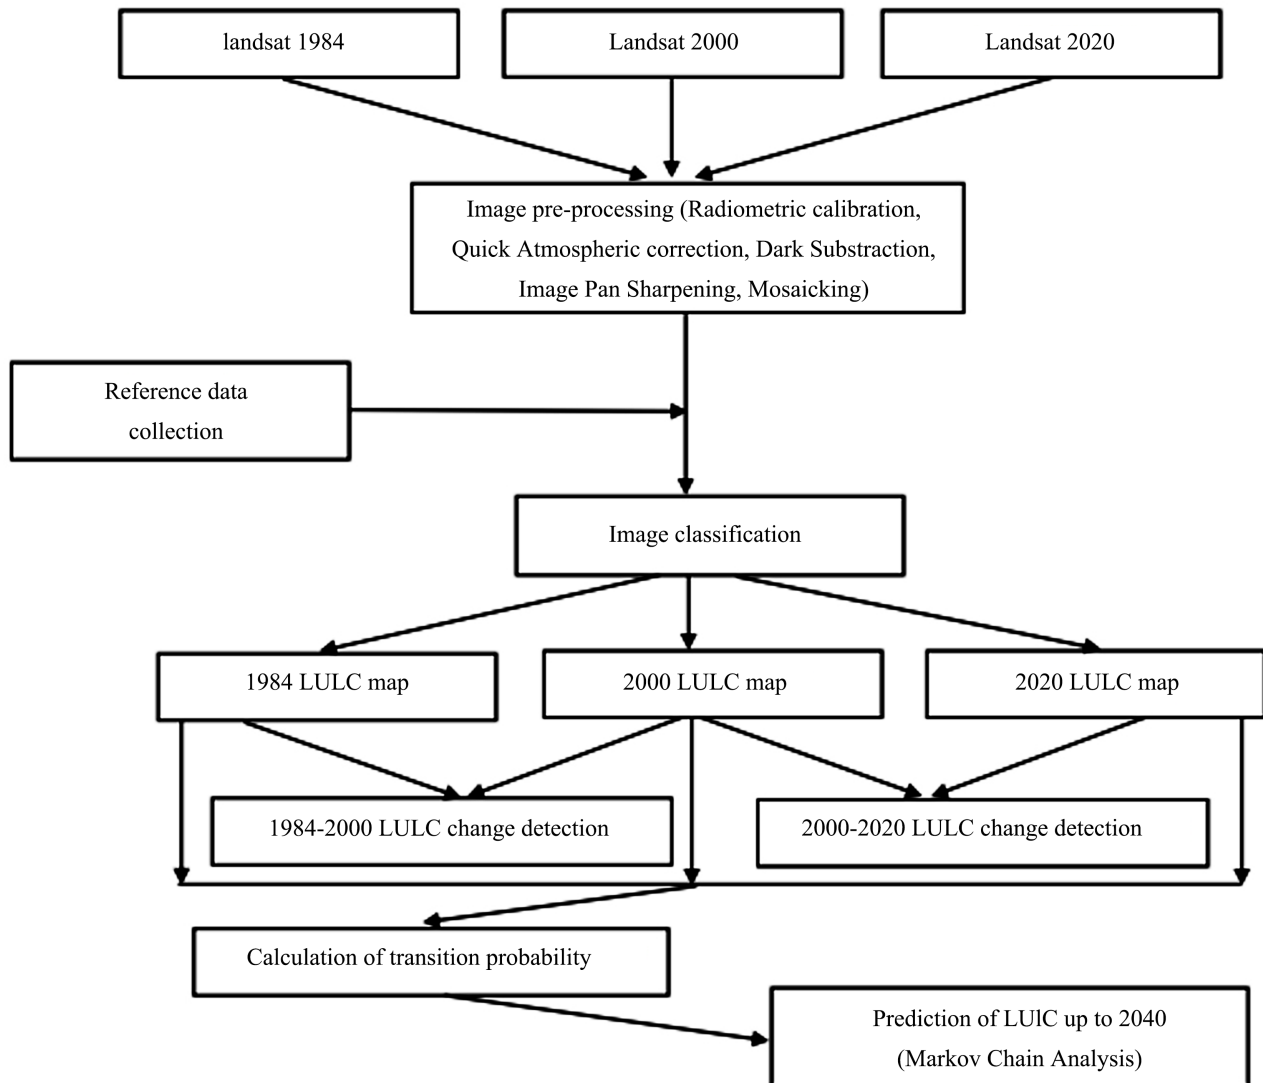 landsat 1984
Landsat 2000
Landsat 2020
Image pre-processing (Radiometric calibration,
Quick Atmospheric correction, Dark Substraction,
Image Pan Sharpening, Mosaicking)
Reference data
collection
Image classification
1984 LULC map
2000 LULC map
2020 LULC map
1984-2000 LULC change detection
2000-2020 LULC change detection
Calculation of transition probability
Prediction of LUlC up to 2040
(Markov Chain Analysis)